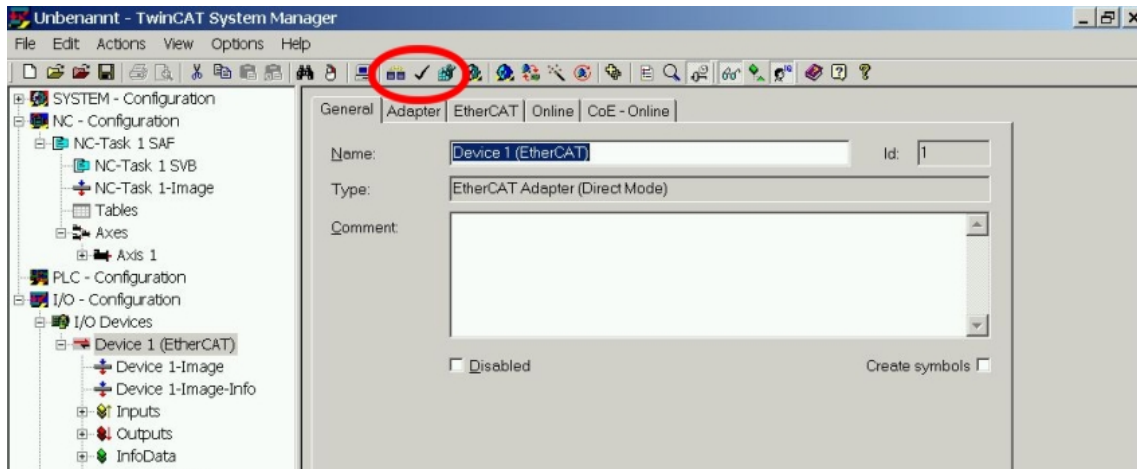 Unbenannt - TwinCAT System Manager
File Edit Actions View Options Help
SYSTEM - Configuration
NC - Configuration
NC-Task 1 SAF
NC-Task 1 SVB
NC-Task 1-Image
Tables
Axes
Axis 1
PLC - Configuration
I/O - Configuration
I/O Devices
Device 1 (EtherCAT)
Device 1-Image
Device 1-Image-Info
Inputs
Outputs
InfoData
General Adapter EtherCAT Online CoE - Online
Name: Device 1 (EtherCAT) Id: 1
Type: EtherCAT Adapter (Direct Mode)
Comment:
Disabled Create symbols